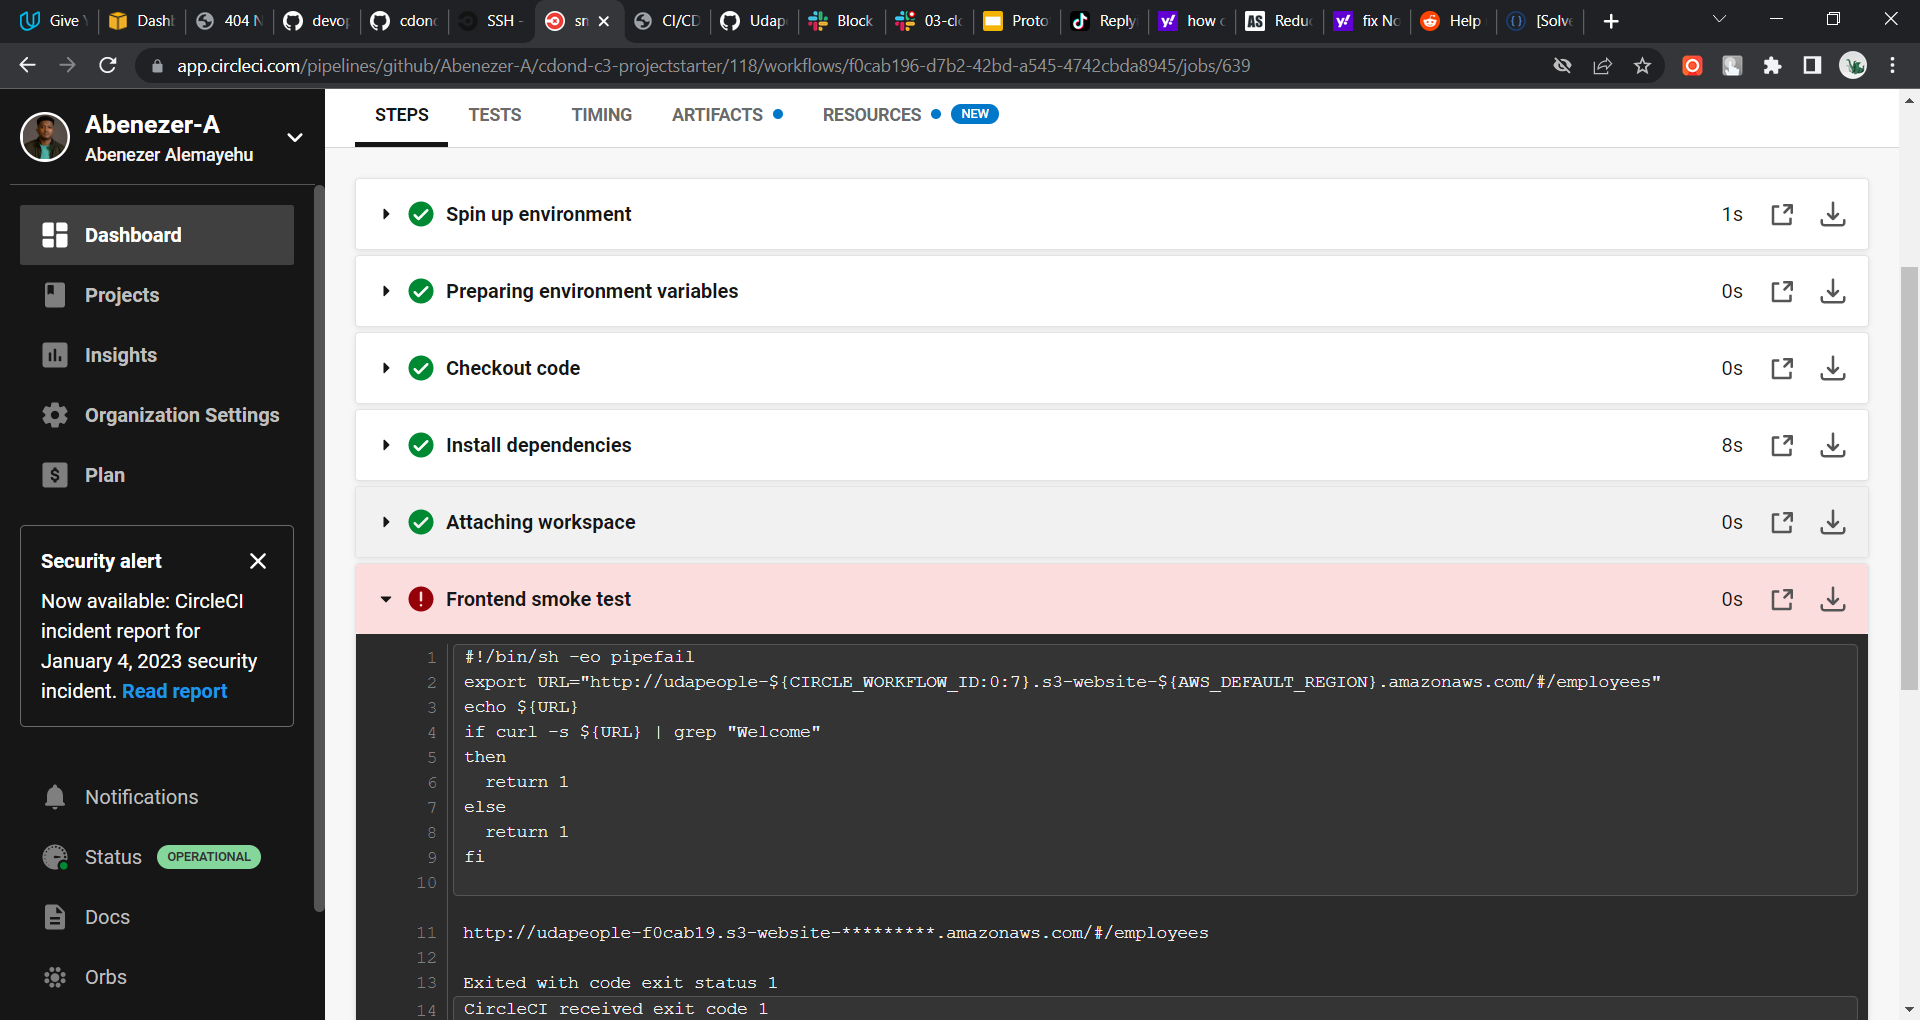 Give
Dashl
404 N
devop
cdond
SSH -
sn
CI/CD
Udap
Block
03-clo
Proto
Reply
how c
Redu
fix No
Help
[Solve
app.circleci.com/pipelines/github/Abenezer-A/cdond-c3-projectstarter/118/workflows/f0cab196-d7b2-42bd-a545-4742cbda8945/jobs/639
Abenezer-A
Abenezer Alemayehu
Dashboard
Projects
Insights
Organization Settings
Plan
Security alert
Now available: CircleCI
incident report for
January 4, 2023 security
incident. Read report
Notifications
Status OPERATIONAL
Docs
Orbs
STEPS TESTS TIMING ARTIFACTS RESOURCES NEW
Spin up environment 1s
Preparing environment variables 0s
Checkout code 0s
Install dependencies 8s
Attaching workspace 0s
Frontend smoke test 0s
1 #!/bin/sh -eo pipefail
2 export URL="http://udapeople-${CIRCLE_WORKFLOW_ID:0:7}.s3-website-${AWS_DEFAULT_REGION}.amazonaws.com/#/employees"
3 echo ${URL}
4 if curl -s ${URL} | grep "Welcome"
5 then
6 return 1
7 else
8 return 1
9 fi
10
11 http://udapeople-f0cab19.s3-website-*********.amazonaws.com/#/employees
12
13 Exited with code exit status 1
14 CircleCI received exit code 1